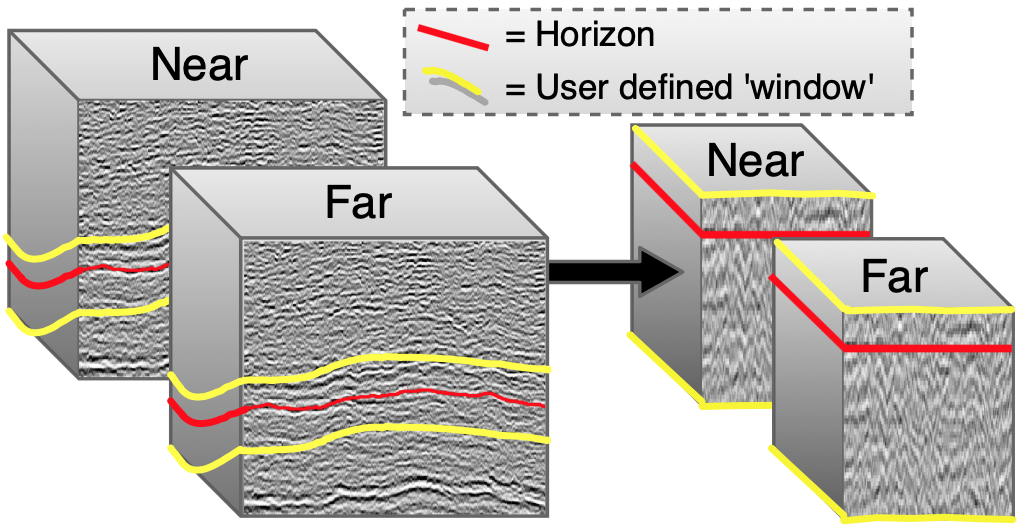 Near
Far
= Horizon
= User defined 'window'
Near
Far